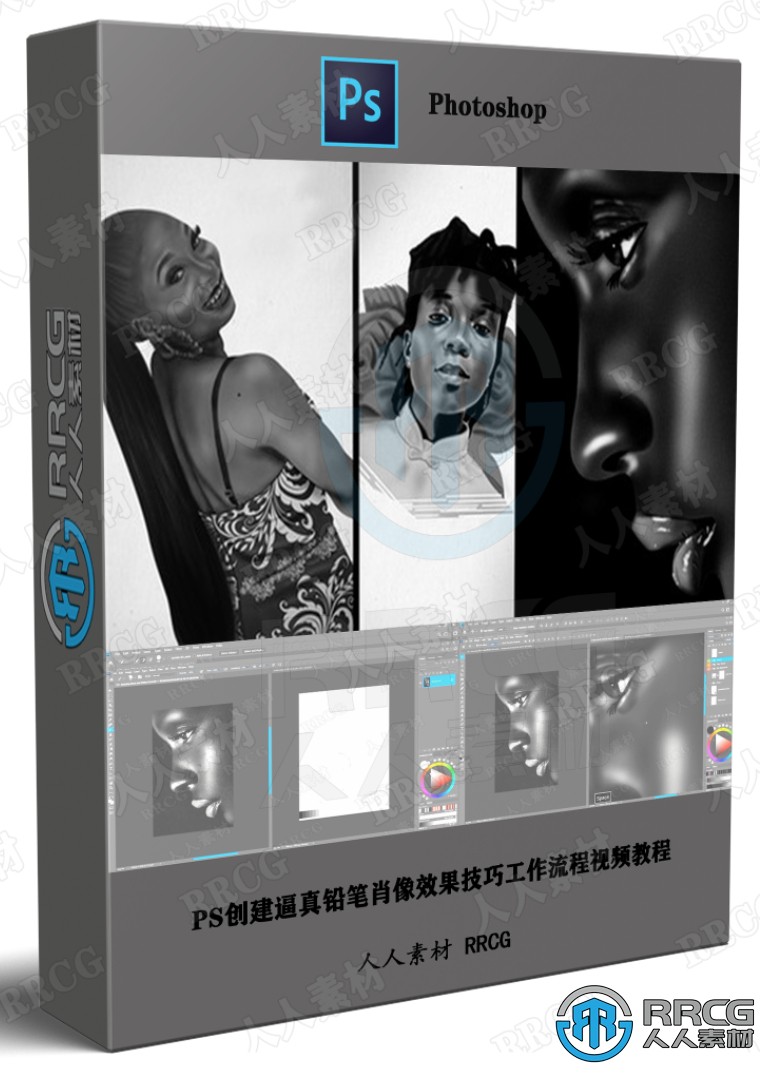 Ps
Photoshop
RRCG
人人素材
PS创建逼真铅笔肖像效果技巧工作流程视频教程
人人素材 RRCG
RRCG
人人素材